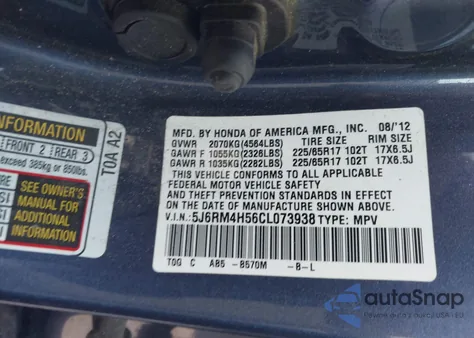 INFORMATION
FRONT 2 REAR 3
exceed 385kg or 850lbs.
SEE OWNER'S
MANUAL FOR
ADDITIONAL
INFORMATION
TOA A2
MFD. BY HONDA OF AMERICA MFG., INC. 08/'12
GVWR 2070KG(4564LBS) TIRE SIZE RIM SIZE
GAWR F 1055KG(2326LBS) 225/65R17 102T 17X6.5J
GAWR R 1035KG(2282LBS) 225/65R17 102T 17X6.5J
THIS VEHICLE CONFORMS TO ALL APPLICABLE
FEDERAL MOTOR VEHICLE SAFETY
AND THEFT PREVENTION STANDARDS IN EFFECT
ON THE DATE OF MANUFACTURE SHOWN ABOVE.
V.I.N: 5J6RM4H56CL073938 TYPE: MPV
TOG C AB5 -B570M -B-L
autoSnap